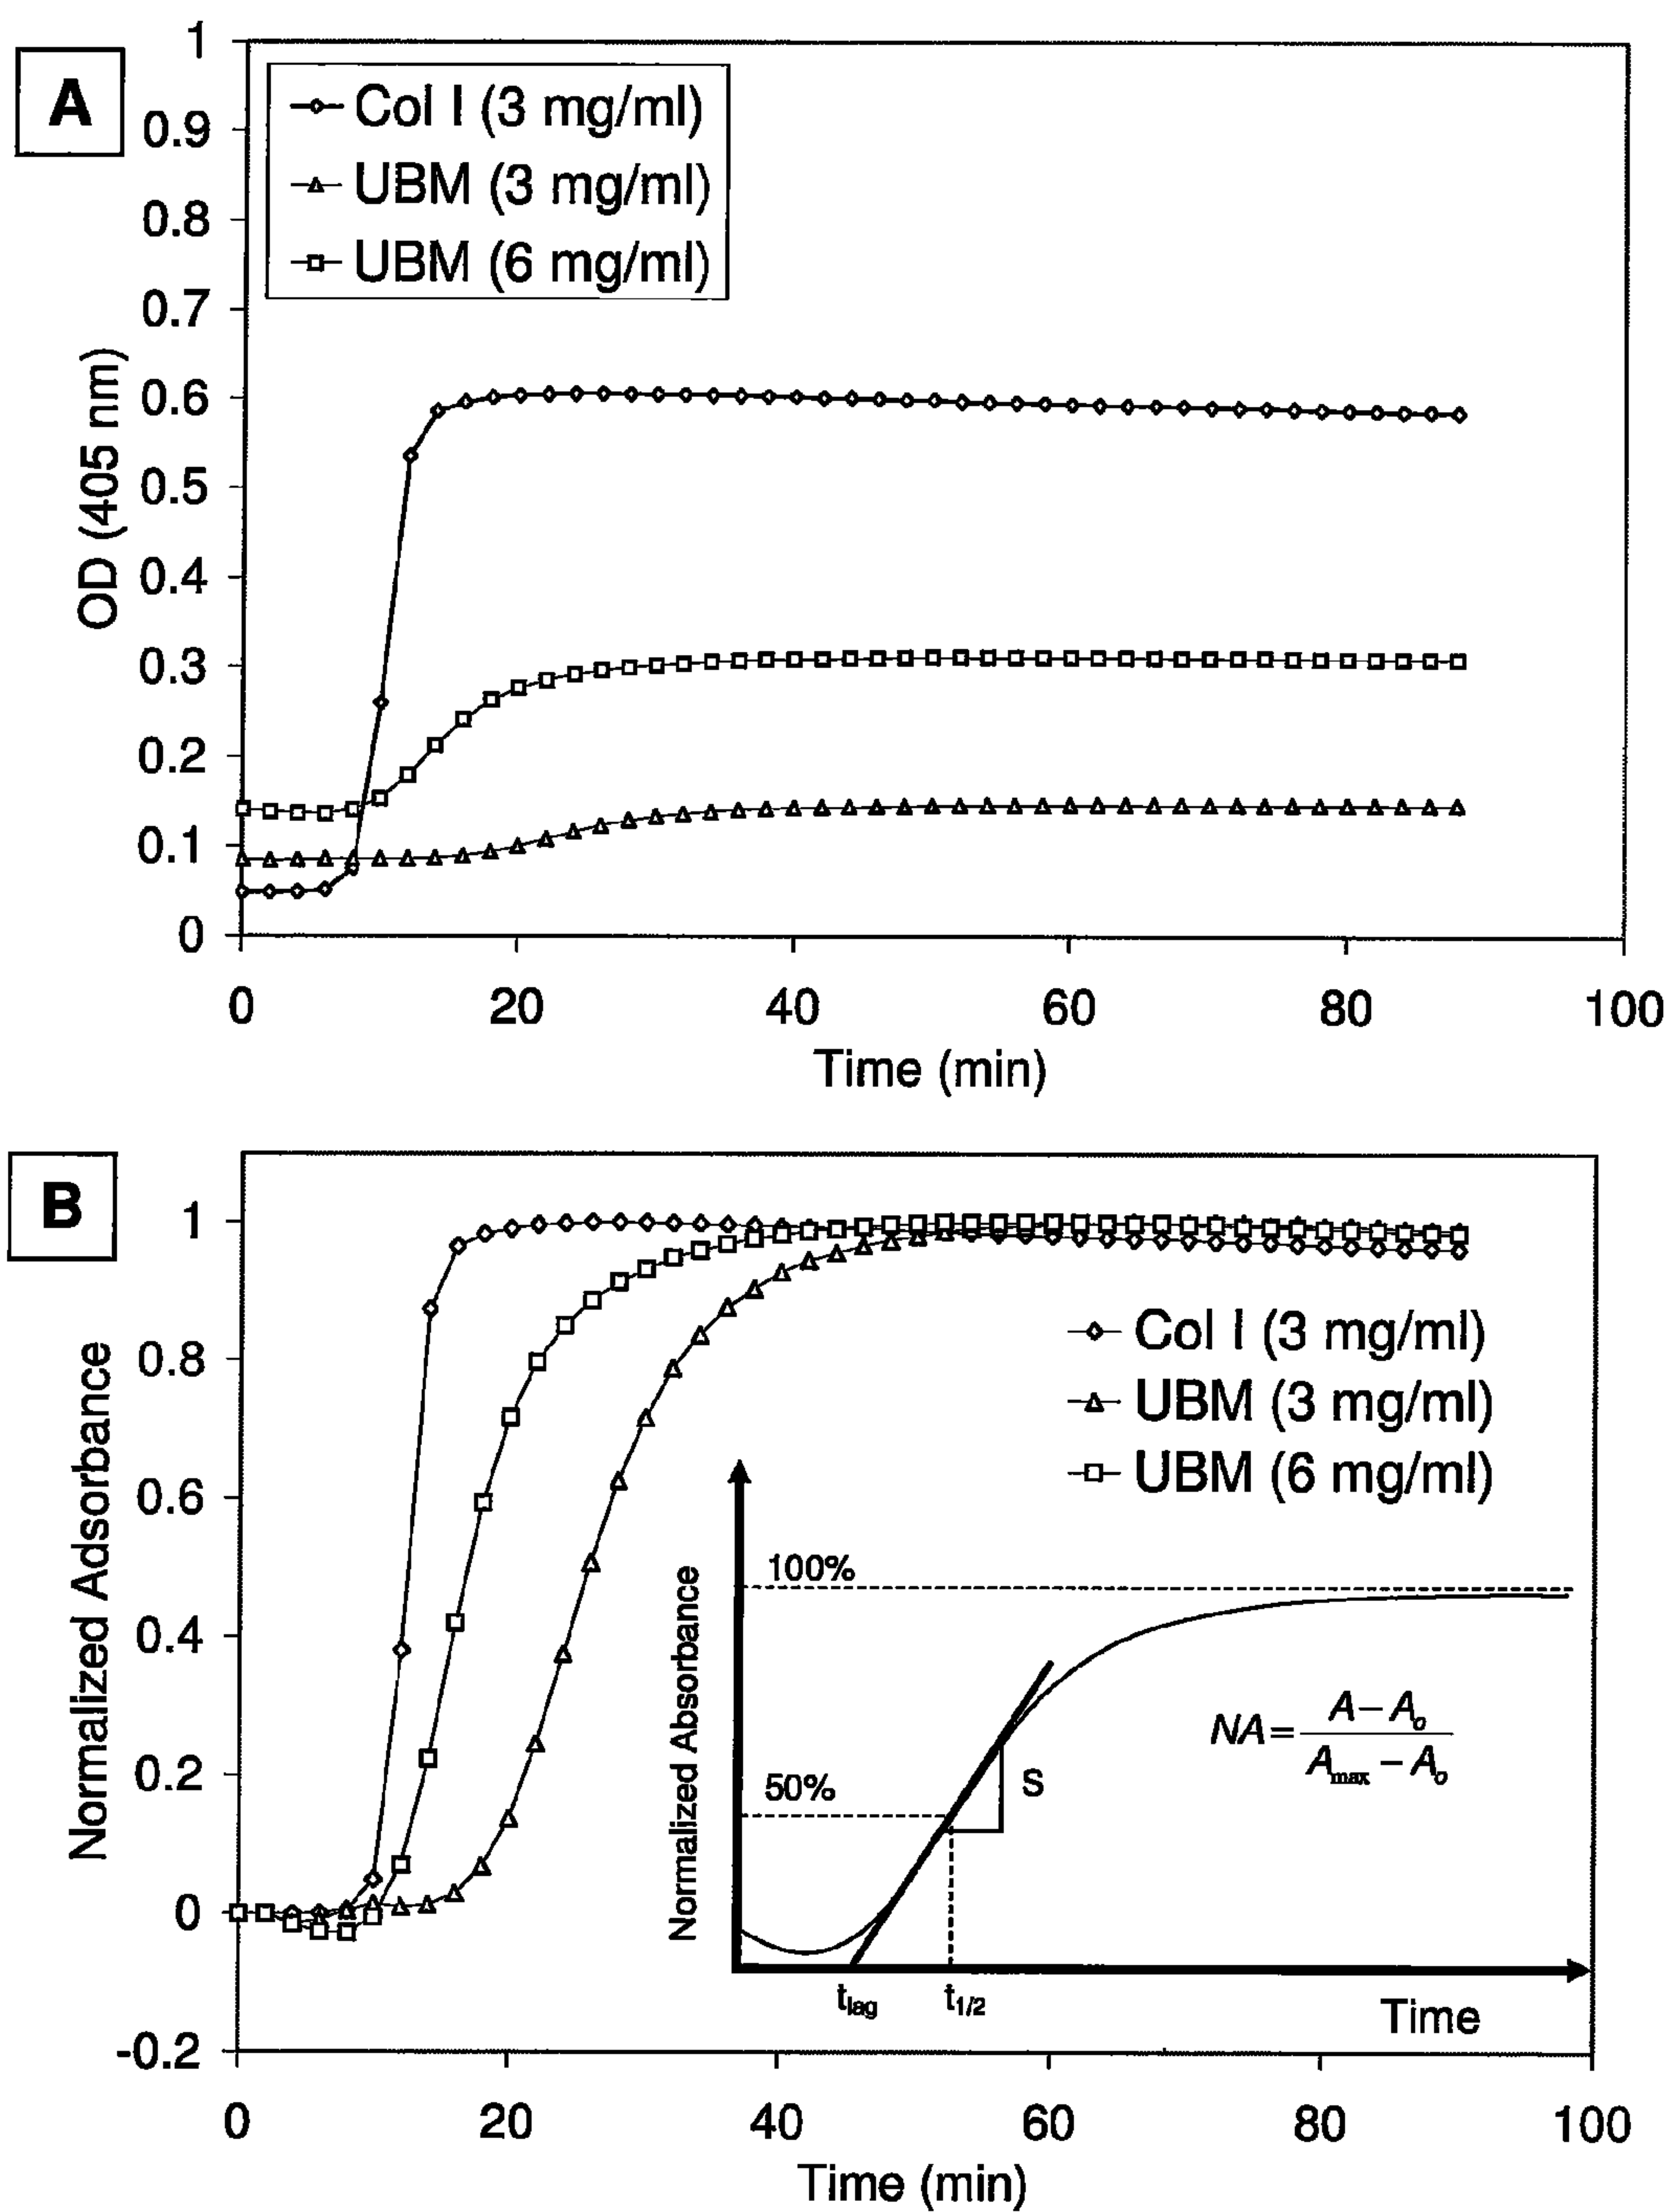 A
1
0.9
0.8
0.7
0.6
0.5
0.4
0.3
0.2
0.1
0
OD (405 nm)
Col I (3 mg/ml)
UBM (3 mg/ml)
UBM (6 mg/ml)
0 20 40 60 80 100
Time (min)
B
1
0.8
0.6
0.4
0.2
0
-0.2
Normalized Adsorbance
Col I (3 mg/ml)
UBM (3 mg/ml)
UBM (6 mg/ml)
Normalized Absorbance
100%
50%
S
NA = (A – A_o) / (A_max – A_o)
t_lag t_1/2
Time
0 20 40 60 80 100
Time (min)